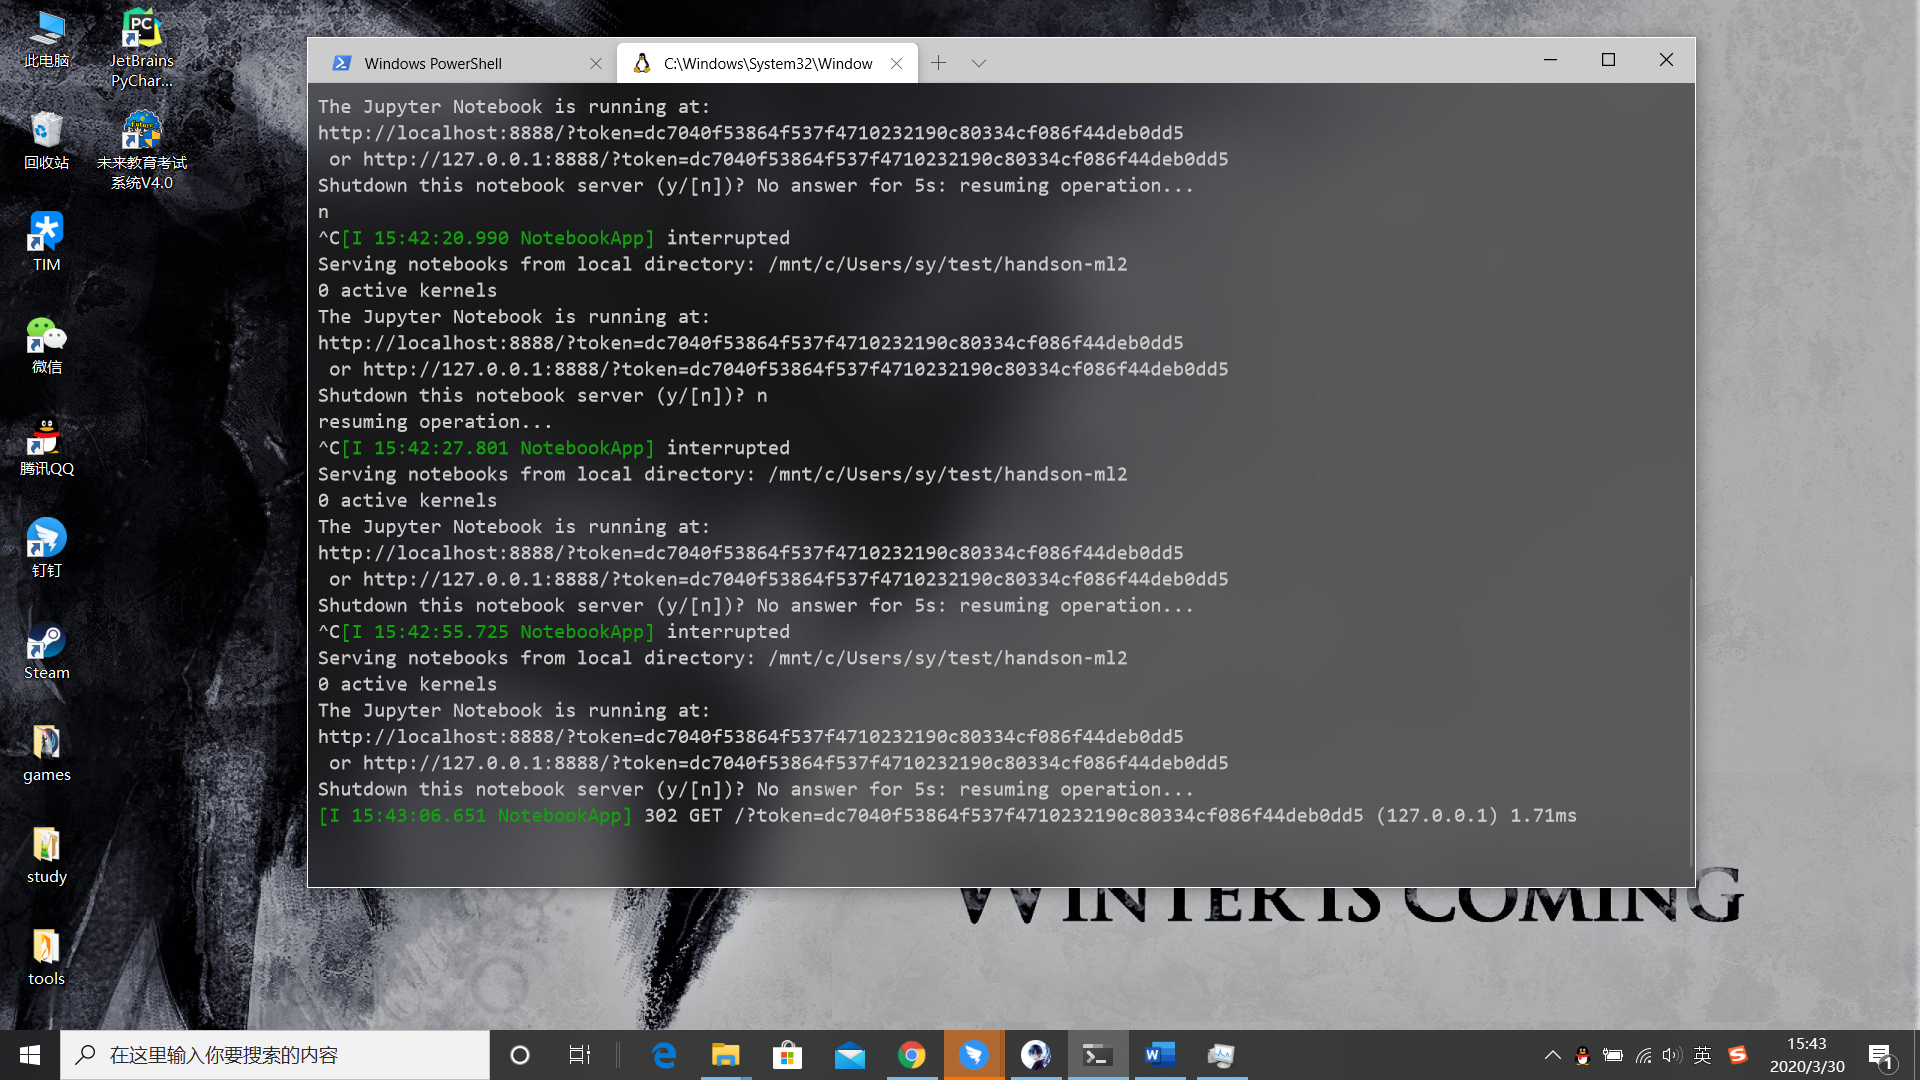 此电脑
JetBrains
PyChar...
回收站
未来教育考试
系统V4.0
TIM
微信
腾讯QQ
钉钉
Steam
games
study
tools
Windows PowerShell
C:\Windows\System32\Window
The Jupyter Notebook is running at:
http://localhost:8888/?token=dc7040f53864f537f4710232190c80334cf086f44deb0dd5
or http://127.0.0.1:8888/?token=dc7040f53864f537f4710232190c80334cf086f44deb0dd5
Shutdown this notebook server (y/[n])? No answer for 5s: resuming operation...
n
^C[I 15:42:20.990 NotebookApp] interrupted
Serving notebooks from local directory: /mnt/c/Users/sy/test/handson-ml2
0 active kernels
The Jupyter Notebook is running at:
http://localhost:8888/?token=dc7040f53864f537f4710232190c80334cf086f44deb0dd5
or http://127.0.0.1:8888/?token=dc7040f53864f537f4710232190c80334cf086f44deb0dd5
Shutdown this notebook server (y/[n])? n
resuming operation...
^C[I 15:42:27.801 NotebookApp] interrupted
Serving notebooks from local directory: /mnt/c/Users/sy/test/handson-ml2
0 active kernels
The Jupyter Notebook is running at:
http://localhost:8888/?token=dc7040f53864f537f4710232190c80334cf086f44deb0dd5
or http://127.0.0.1:8888/?token=dc7040f53864f537f4710232190c80334cf086f44deb0dd5
Shutdown this notebook server (y/[n])? No answer for 5s: resuming operation...
^C[I 15:42:55.725 NotebookApp] interrupted
Serving notebooks from local directory: /mnt/c/Users/sy/test/handson-ml2
0 active kernels
The Jupyter Notebook is running at:
http://localhost:8888/?token=dc7040f53864f537f4710232190c80334cf086f44deb0dd5
or http://127.0.0.1:8888/?token=dc7040f53864f537f4710232190c80334cf086f44deb0dd5
Shutdown this notebook server (y/[n])? No answer for 5s: resuming operation...
[I 15:43:06.651 NotebookApp] 302 GET /?token=dc7040f53864f537f4710232190c80334cf086f44deb0dd5 (127.0.0.1) 1.71ms
WINTER IS COMING
在这里输入你要搜索的内容
英
15:43
2020/3/30
1